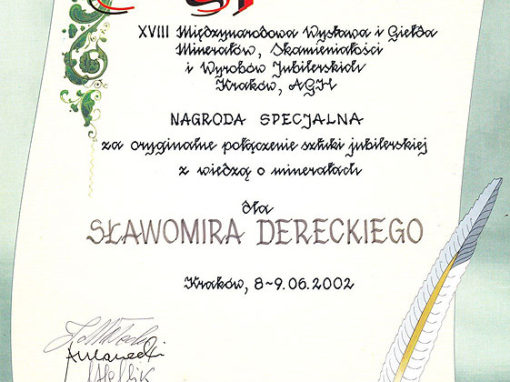 XVIII Międzynarodowa Wystawa i Giełda
Minerałów, Skamieniałości
i Wyrobów Jubilerskich
Kraków, AGH
NAGRODA SPECJALNA
za oryginalne połączenie sztuki jubilerskiej
z wiedzą o minerałach
dla
SŁAWOMIRA DERECKIEGO
Kraków, 8-9.06.2002